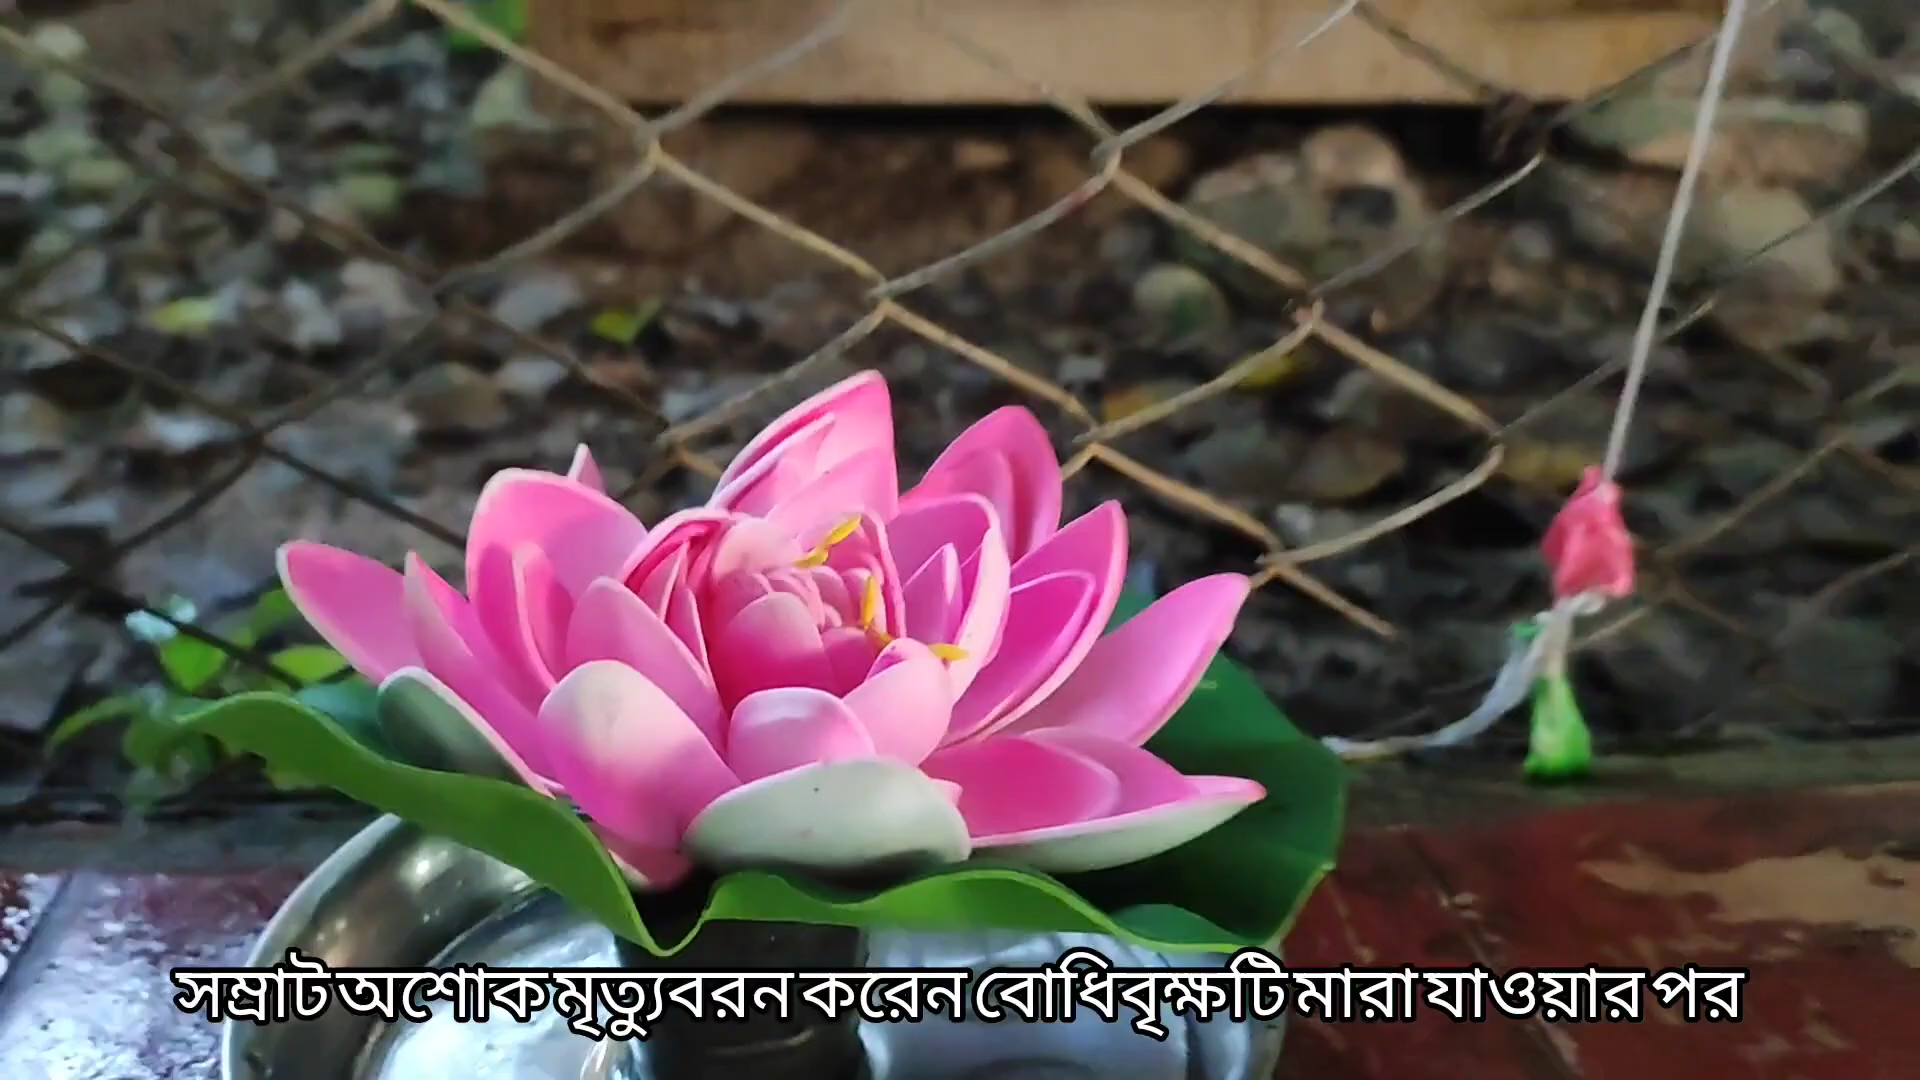 সম্রাট অশোক মৃত্যুবরন করেন বোধিবৃক্ষটি মারা যাওয়ার পর